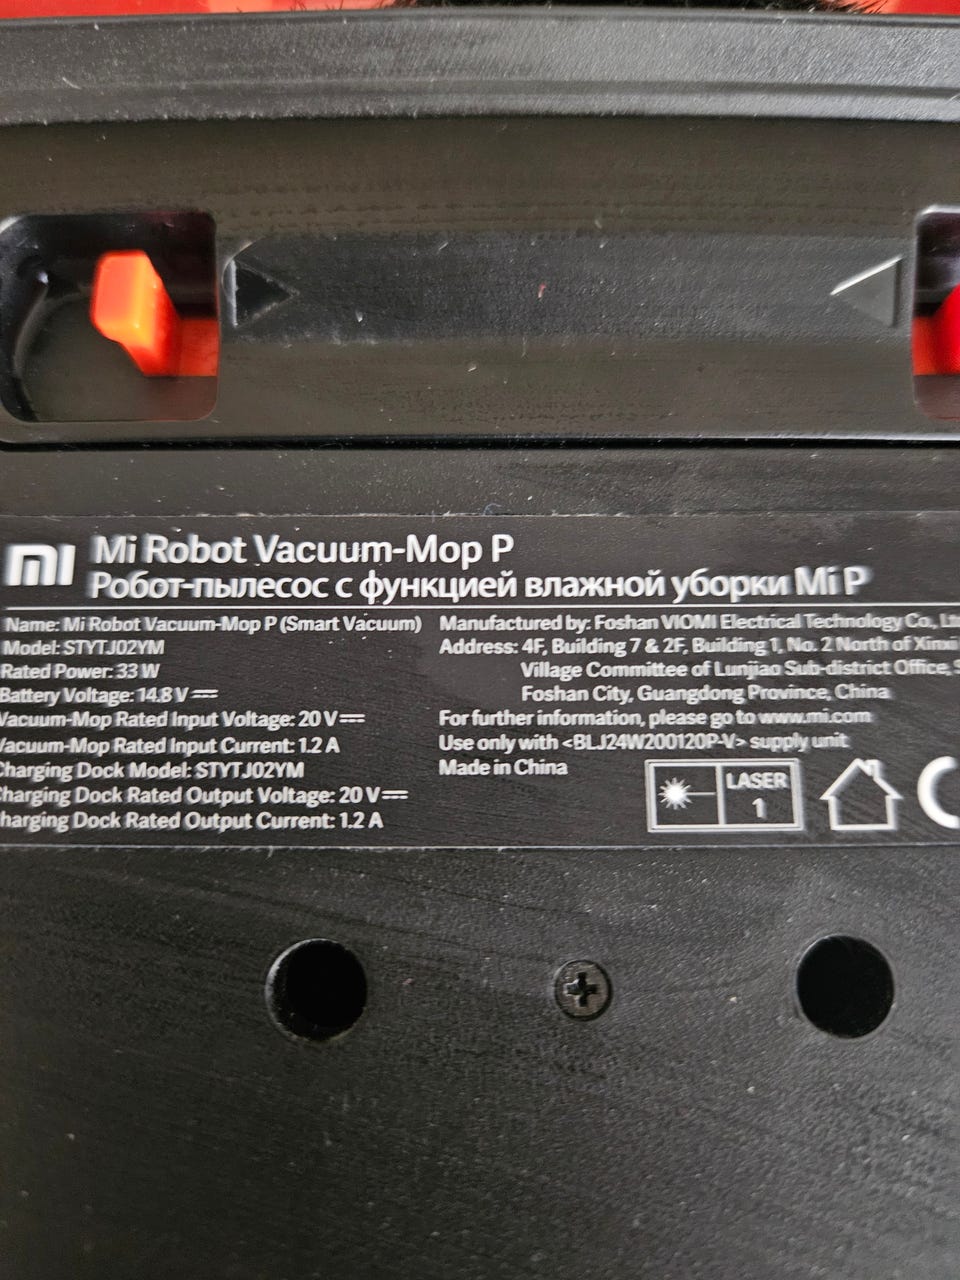 mi Mi Robot Vacuum-Mop P
Робот-пылесос с функцией влажной уборки Mi P
Name: Mi Robot Vacuum-Mop P (Smart Vacuum)
Model: STYTJ02YM
Rated Power: 33 W
Battery Voltage: 14.8 V
Vacuum-Mop Rated Input Voltage: 20 V
Vacuum-Mop Rated Input Current: 1.2 A
Charging Dock Model: STYTJ02YM
Charging Dock Rated Output Voltage: 20 V
harging Dock Rated Output Current: 1.2 A
Manufactured by: Foshan VIOMI Electrical Technology Co., Ltd
Address: 4F, Building 7 & 2F, Building 1, No. 2 North of Xinxi
Village Committee of Lunjiao Sub-district Office,
Foshan City, Guangdong Province, China
For further information, please go to www.mi.com
Use only with <BLJ24W200120P-V> supply unit
Made in China
LASER
1